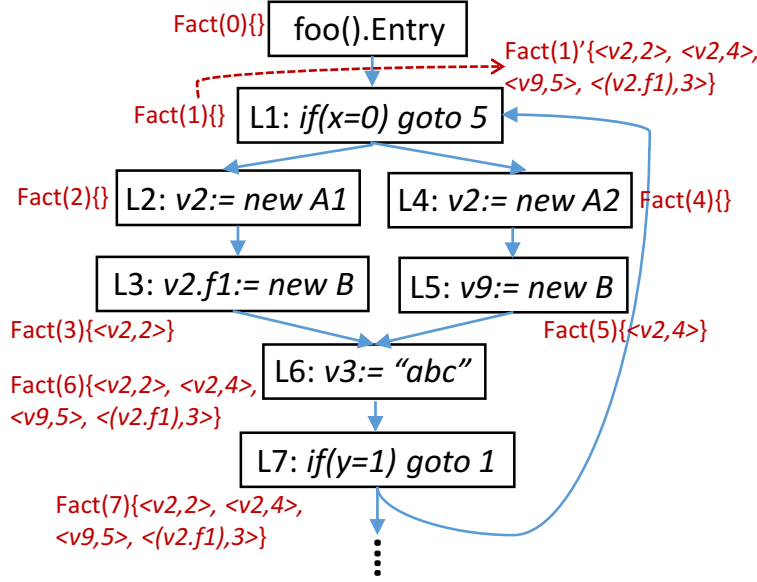 Fact(0){}
foo().Entry
Fact(1)'{<v2,2>, <v2,4>,
<v9,5>, <(v2.f1),3>}
Fact(1){}
L1: if(x=0) goto 5
Fact(2){}
L2: v2:= new A1
L4: v2:= new A2
Fact(4){}
L3: v2.f1:= new B
L5: v9:= new B
Fact(3){<v2,2>}
Fact(5){<v2,4>}
L6: v3:= “abc”
Fact(6){<v2,2>, <v2,4>,
<v9,5>, <(v2.f1),3>}
L7: if(y=1) goto 1
Fact(7){<v2,2>, <v2,4>,
<v9,5>, <(v2.f1),3>}